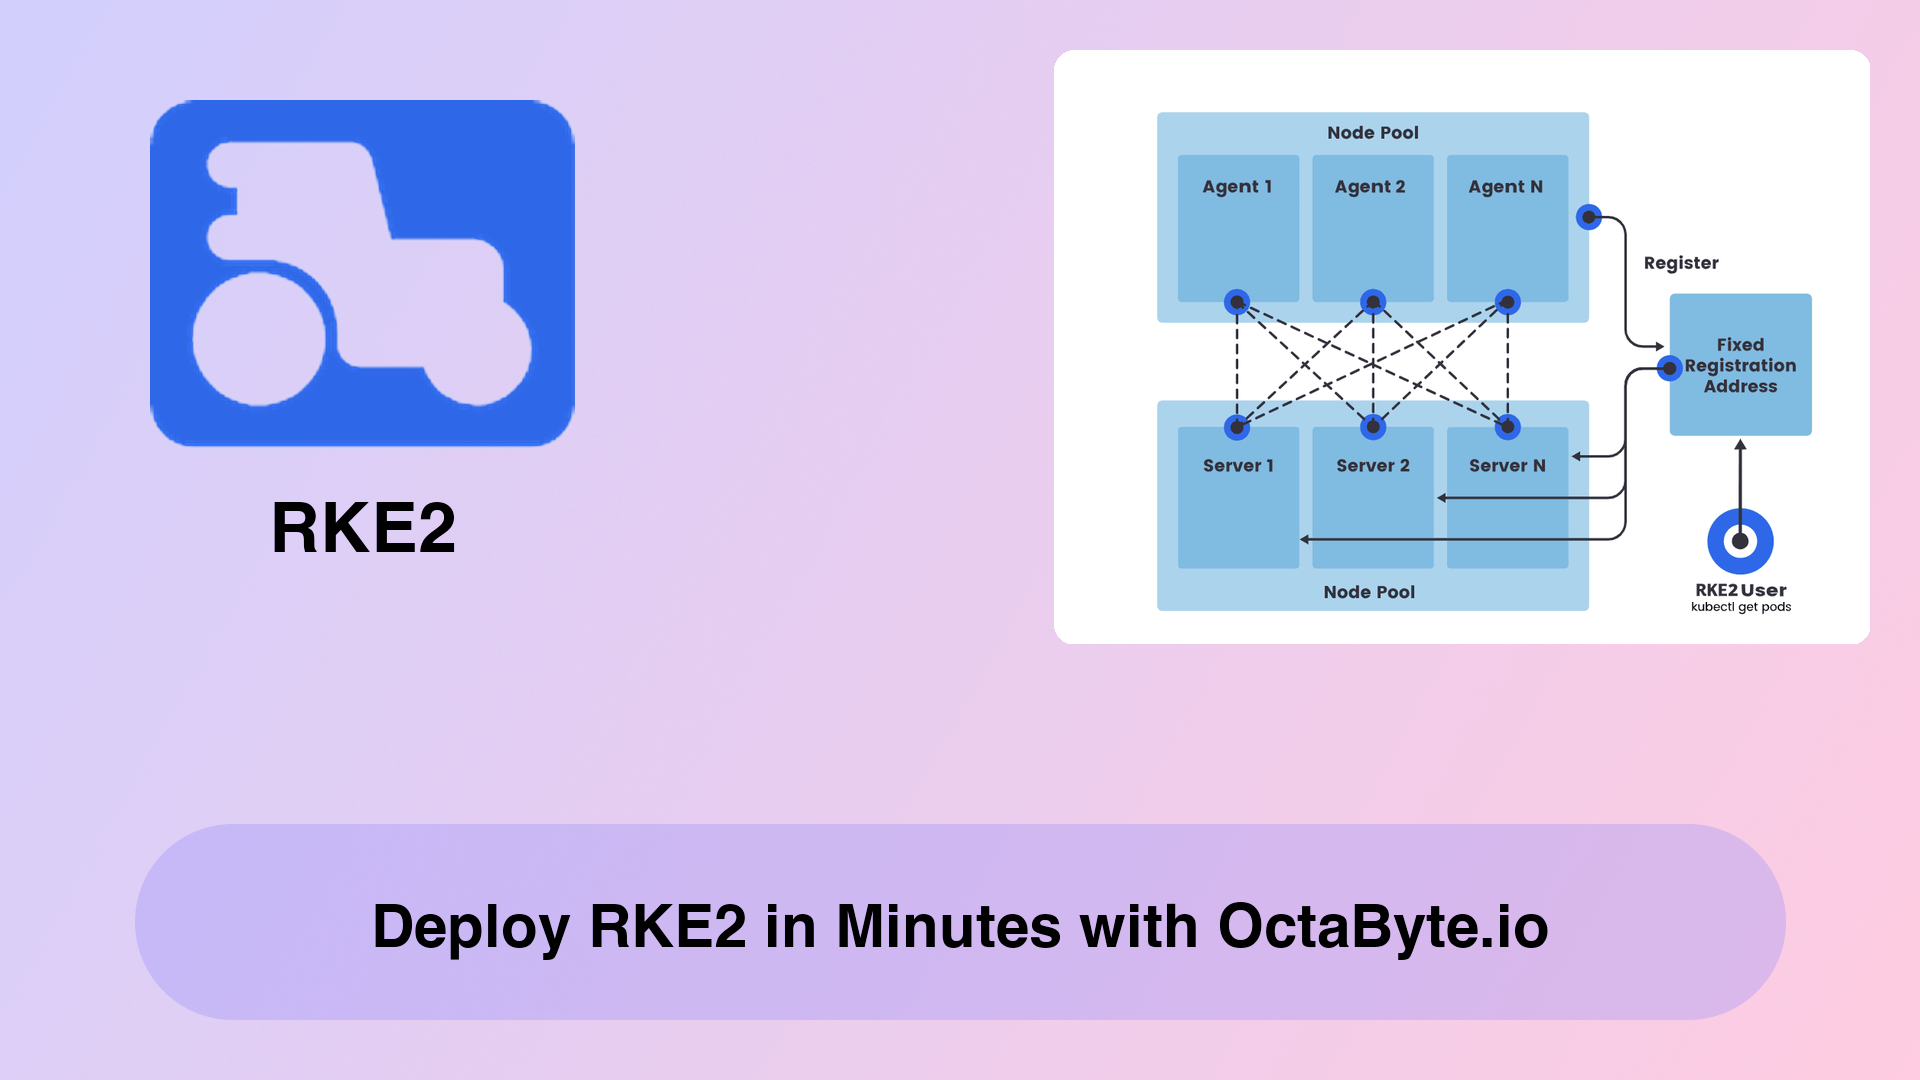 RKE2
Node Pool
Agent 1
Agent 2
Agent N
Register
Fixed
Registration
Address
Server 1
Server 2
Server N
Node Pool
RKE2 User
kubectl get pods
Deploy RKE2 in Minutes with OctaByte.io